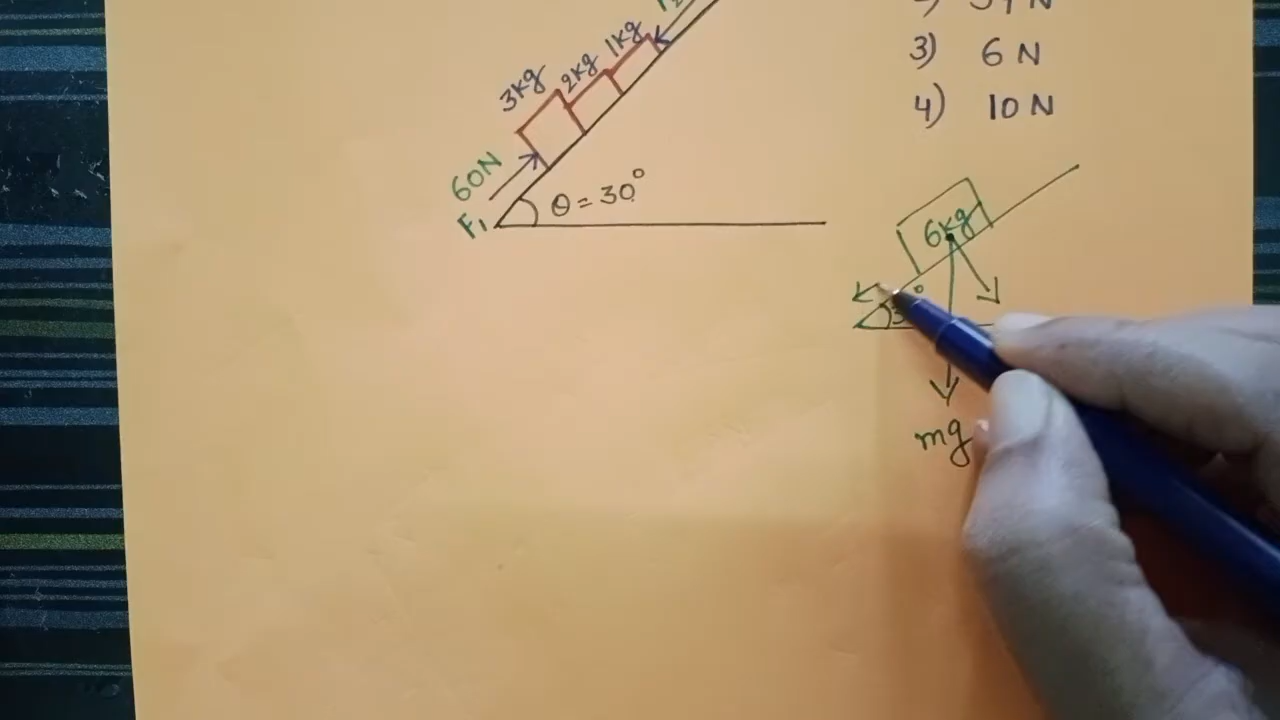 3kg 2kg 1kg
60N
F₁
θ = 30°
3) 6 N
4) 10 N
6kg
mg